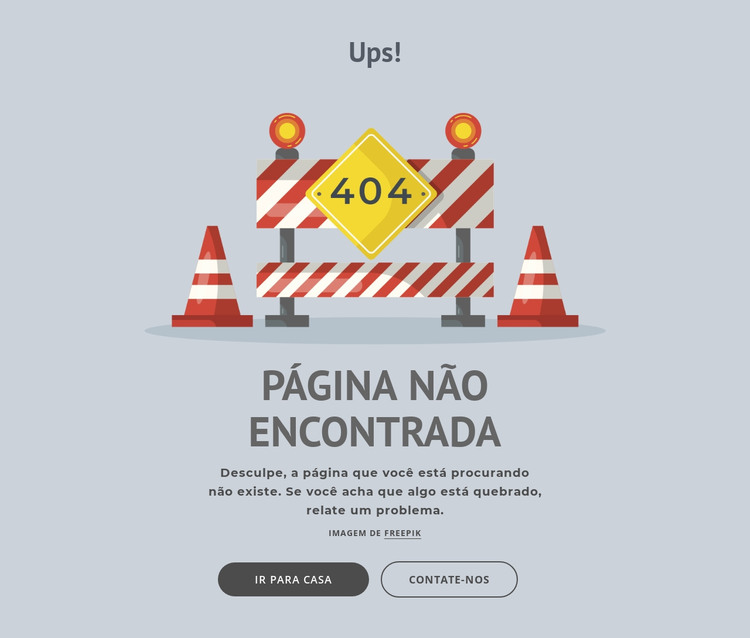 Ups!
404
PÁGINA NÃO
ENCONTRADA
Desculpe, a página que você está procurando
não existe. Se você acha que algo está quebrado,
relate um problema.
IMAGEM DE FREEPIK
IR PARA CASA
CONTATE-NOS